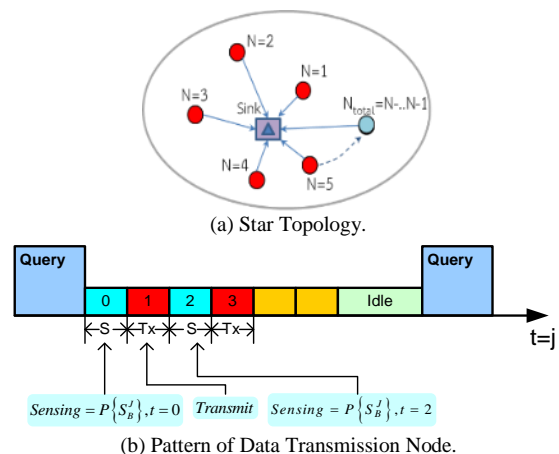 N=2
N=1
N=3
Sink
N_total=N-..N-1
N=4
N=5
(a) Star Topology.
Query
Query
0 1 2 3 Idle
S Tx S Tx
t=j
Sensing = P{S_B^J}, t = 0
Transmit
Sensing = P{S_B^J}, t = 2
(b) Pattern of Data Transmission Node.